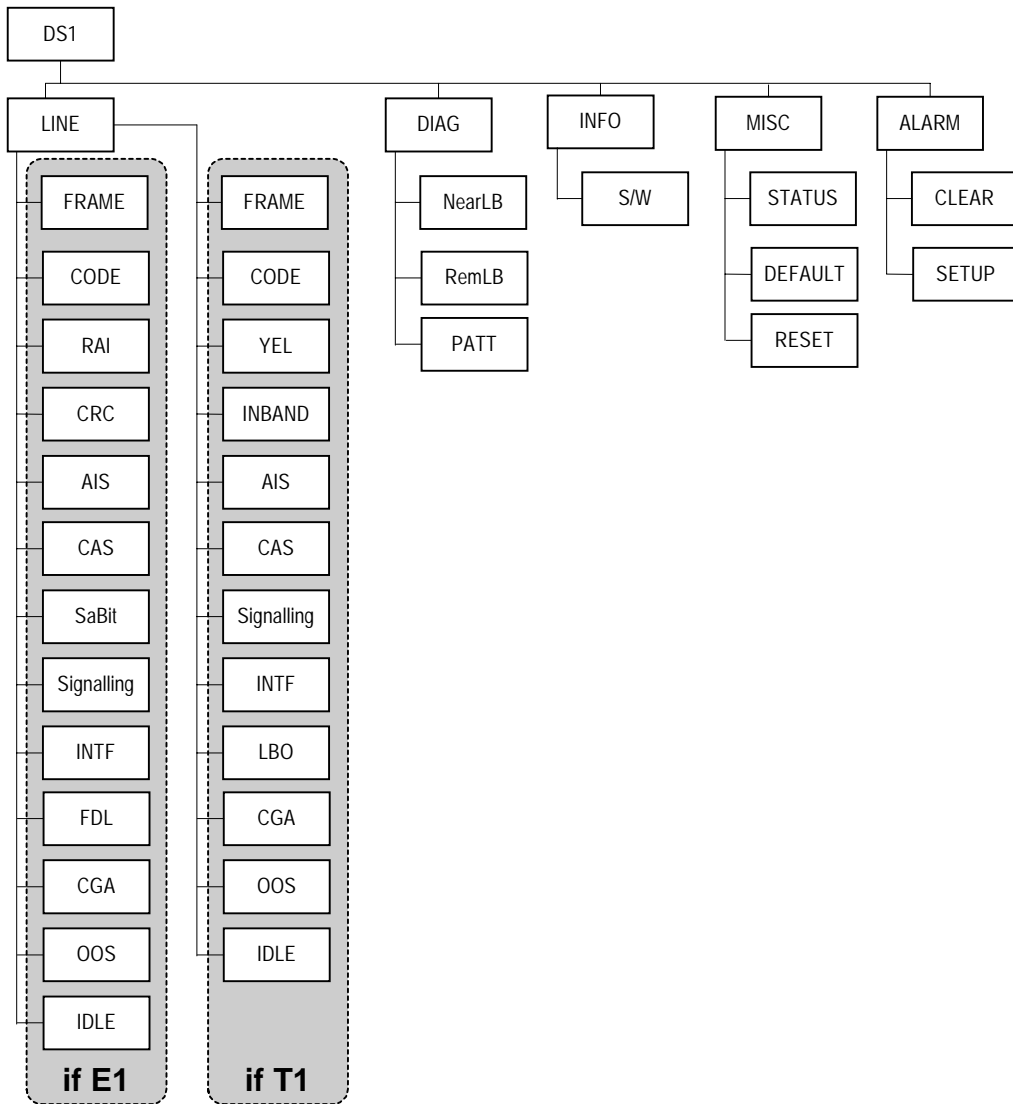 DS1
LINE
DIAG
INFO
MISC
ALARM
FRAME
CODE
RAI
CRC
AIS
CAS
SaBit
Signalling
INTF
FDL
CGA
OOS
IDLE
if E1
FRAME
CODE
YEL
INBAND
AIS
CAS
Signalling
INTF
LBO
CGA
OOS
IDLE
if T1
NearLB
RemLB
PATT
S/W
STATUS
DEFAULT
RESET
CLEAR
SETUP